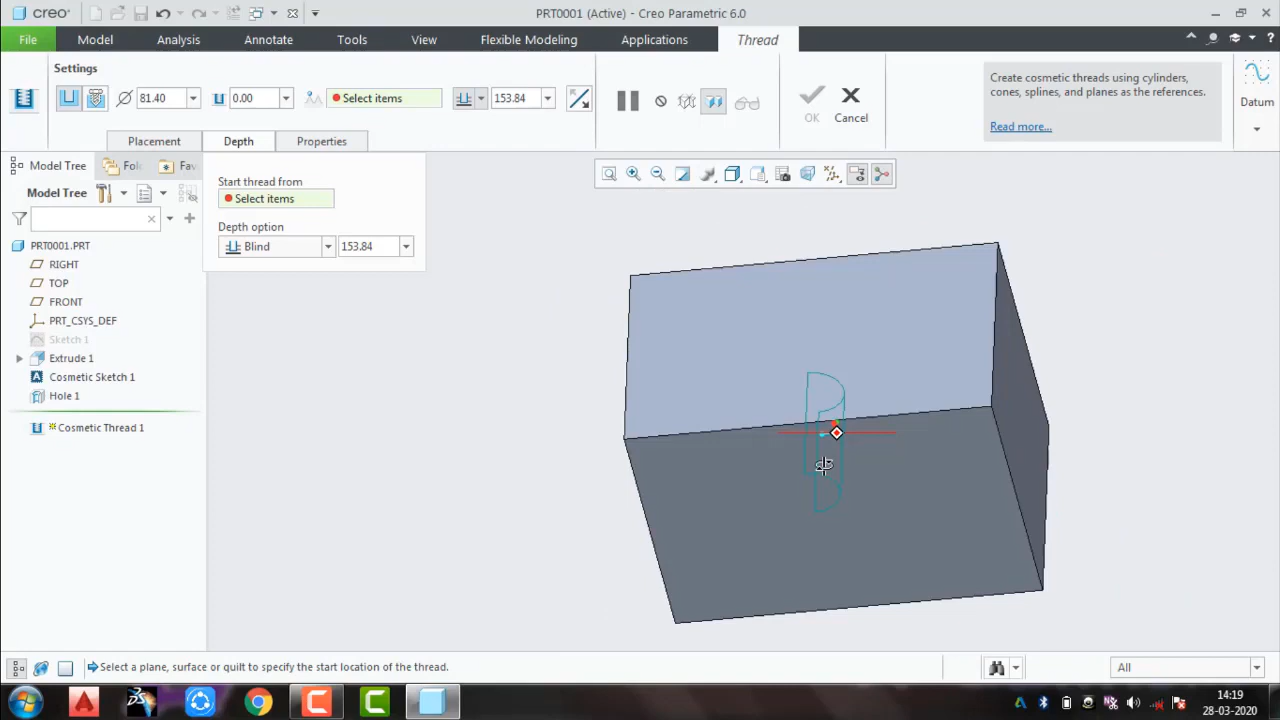 creo
PRT0001 (Active) - Creo Parametric 6.0
File Model Analysis Annotate Tools View Flexible Modeling Applications Thread
Settings
81.40 0.00 Select items 153.84
OK Cancel
Create cosmetic threads using cylinders,
cones, splines, and planes as the references.
Read more...
Datum
Placement Depth Properties
Model Tree Fol Fav
Start thread from
Select items
Depth option
Blind 153.84
Model Tree
PRT0001.PRT
RIGHT
TOP
FRONT
PRT_CSYS_DEF
Sketch 1
Extrude 1
Cosmetic Sketch 1
Hole 1
Cosmetic Thread 1
Select a plane, surface or quilt to specify the start location of the thread.
All
14:19
28-03-2020